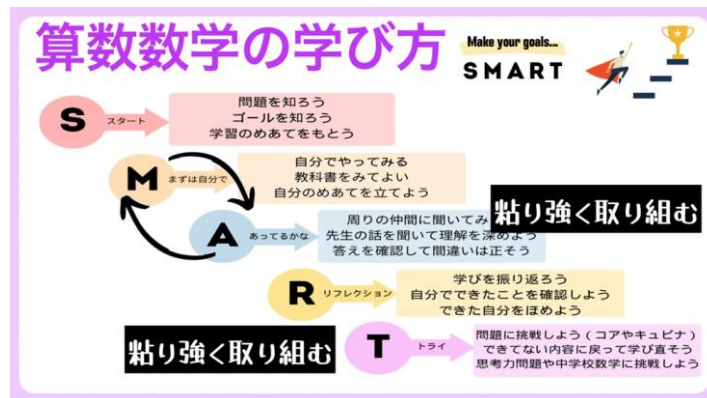 算数数学の学び方
Make your goals...
SMART
S
スタート
問題を知ろう
ゴールを知ろう
学習のめあてをもとう
M
まずは自分で
自分でやってみる
教科書をみてよい
自分のめあてを立てよう
A
あってるかな
周りの仲間に聞いてみ
先生の話を聞いて理解を深めよう
答えを確認して間違いは正そう
粘り強く取り組む
R
リフレクション
学びを振り返ろう
自分でできたことを確認しよう
できた自分をほめよう
粘り強く取り組む
T
トライ
問題に挑戦しよう（コアやキュビナ）
できてない内容に戻って学び直そう
思考力問題や中学校数学に挑戦しよう